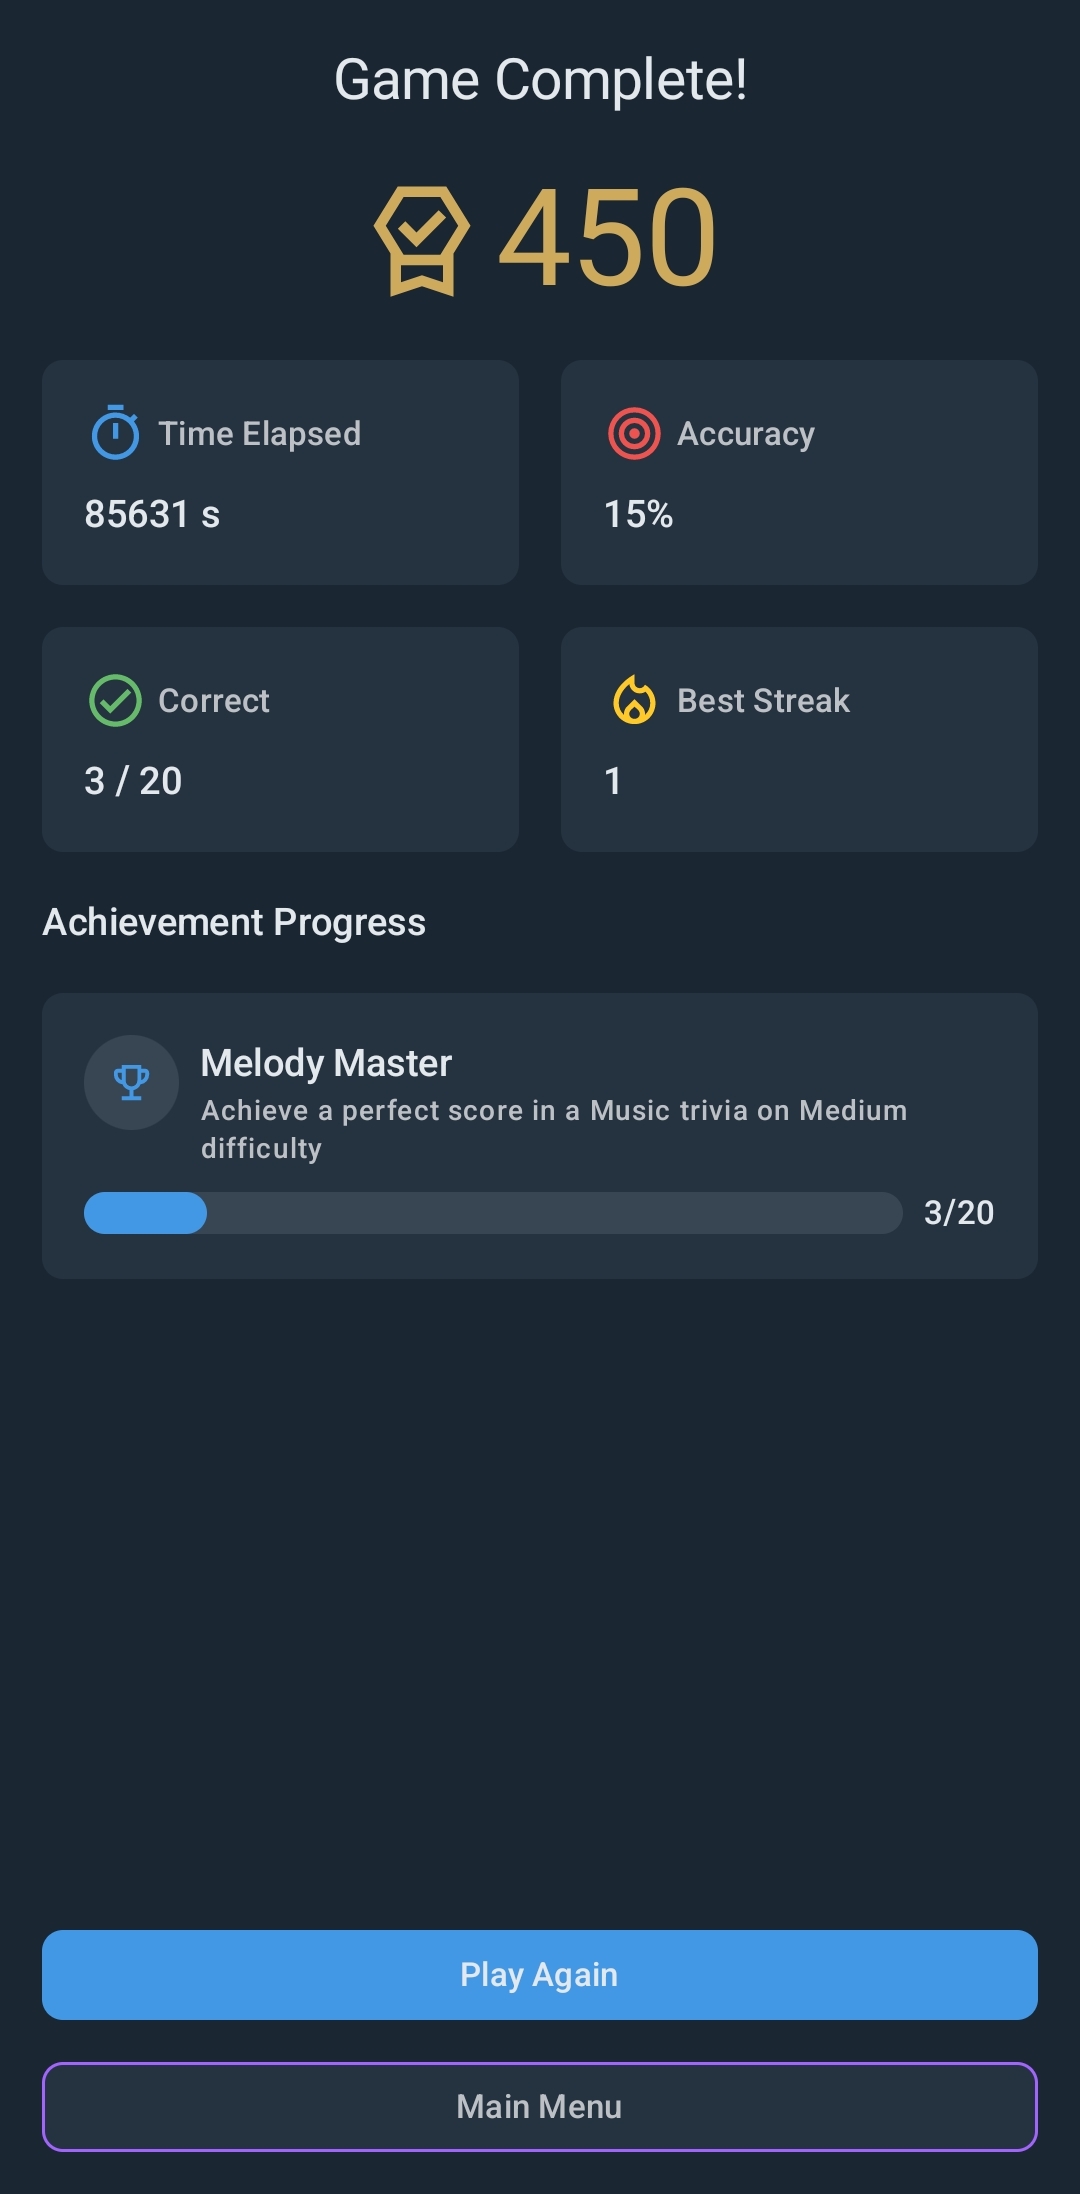 Game Complete!
450
Time Elapsed
85631 s
Accuracy
15%
Correct
3 / 20
Best Streak
1
Achievement Progress
Melody Master
Achieve a perfect score in a Music trivia on Medium
difficulty
3/20
Play Again
Main Menu